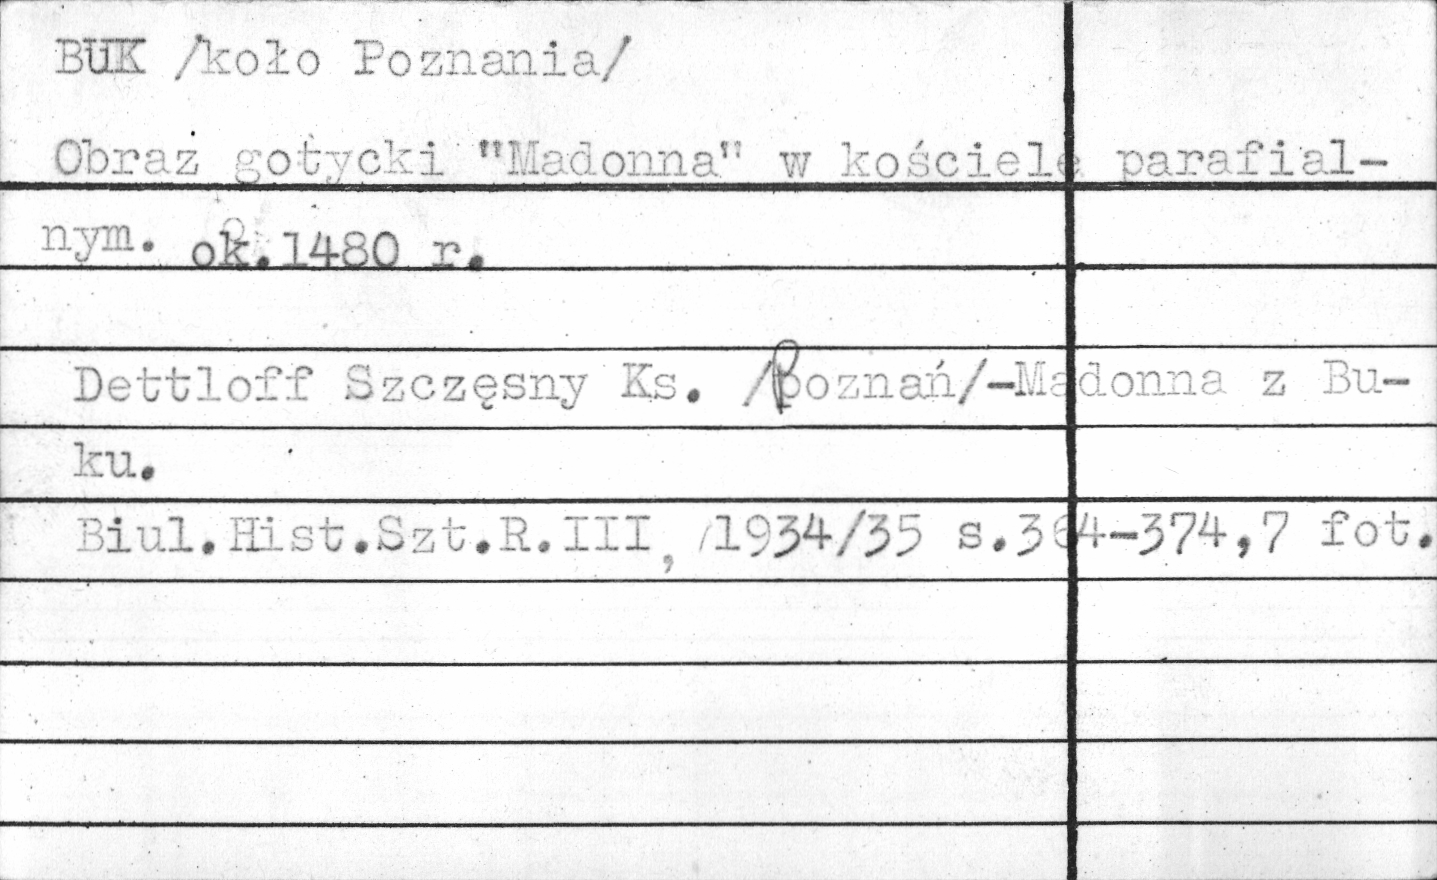 BUK /koło Poznania/
Obraz gotycki "Madonna" w kościele parafial-
nym. ok.1480 r.
Dettloff Szczęsny Ks. /Poznań/-Madonna z Bu-
ku.
Biul.Hist.Szt.R.III, /1934/35 s.364-374,7 fot.